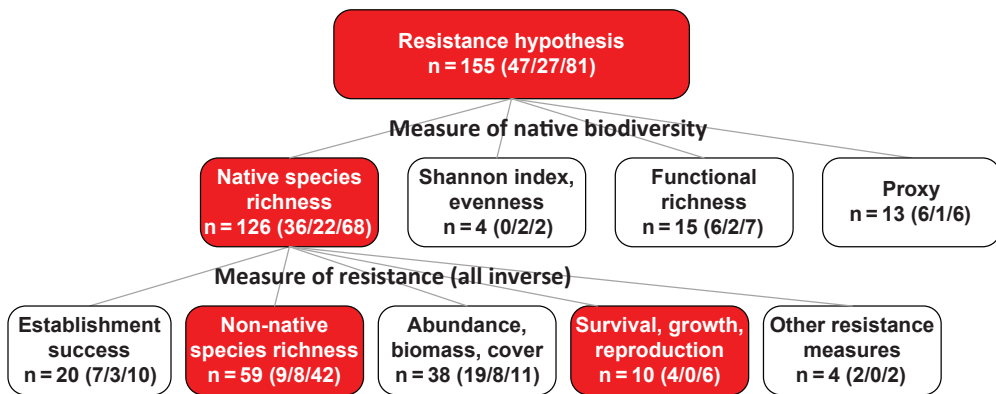 Resistance hypothesis
n = 155 (47/27/81)
Measure of native biodiversity
Native species
richness
n = 126 (36/22/68)
Shannon index,
evenness
n = 4 (0/2/2)
Functional
richness
n = 15 (6/2/7)
Proxy
n = 13 (6/1/6)
Measure of resistance (all inverse)
Establishment
success
n = 20 (7/3/10)
Non-native
species richness
n = 59 (9/8/42)
Abundance,
biomass, cover
n = 38 (19/8/11)
Survival, growth,
reproduction
n = 10 (4/0/6)
Other resistance
measures
n = 4 (2/0/2)